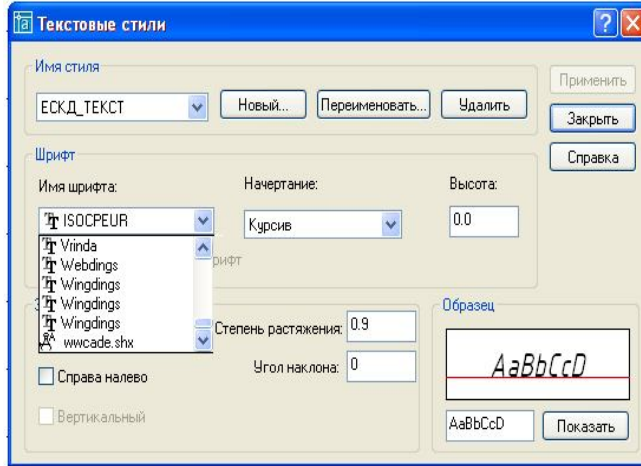 Текстовые стили
Имя стиля
ЕСКД_ТЕКСТ
Новый...
Переименовать...
Удалить
Применить
Закрыть
Справка
Шрифт
Имя шрифта:
Начертание:
Высота:
ISOCPEUR
Курсив
0.0
Vrinda
Webdings
Wingdings
Wingdings
Wingdings
wwcade.shx
Степень растяжения:
0.9
Угол наклона:
0
Справа налево
Вертикальный
Образец
AaBbCcD
AaBbCcD
Показать